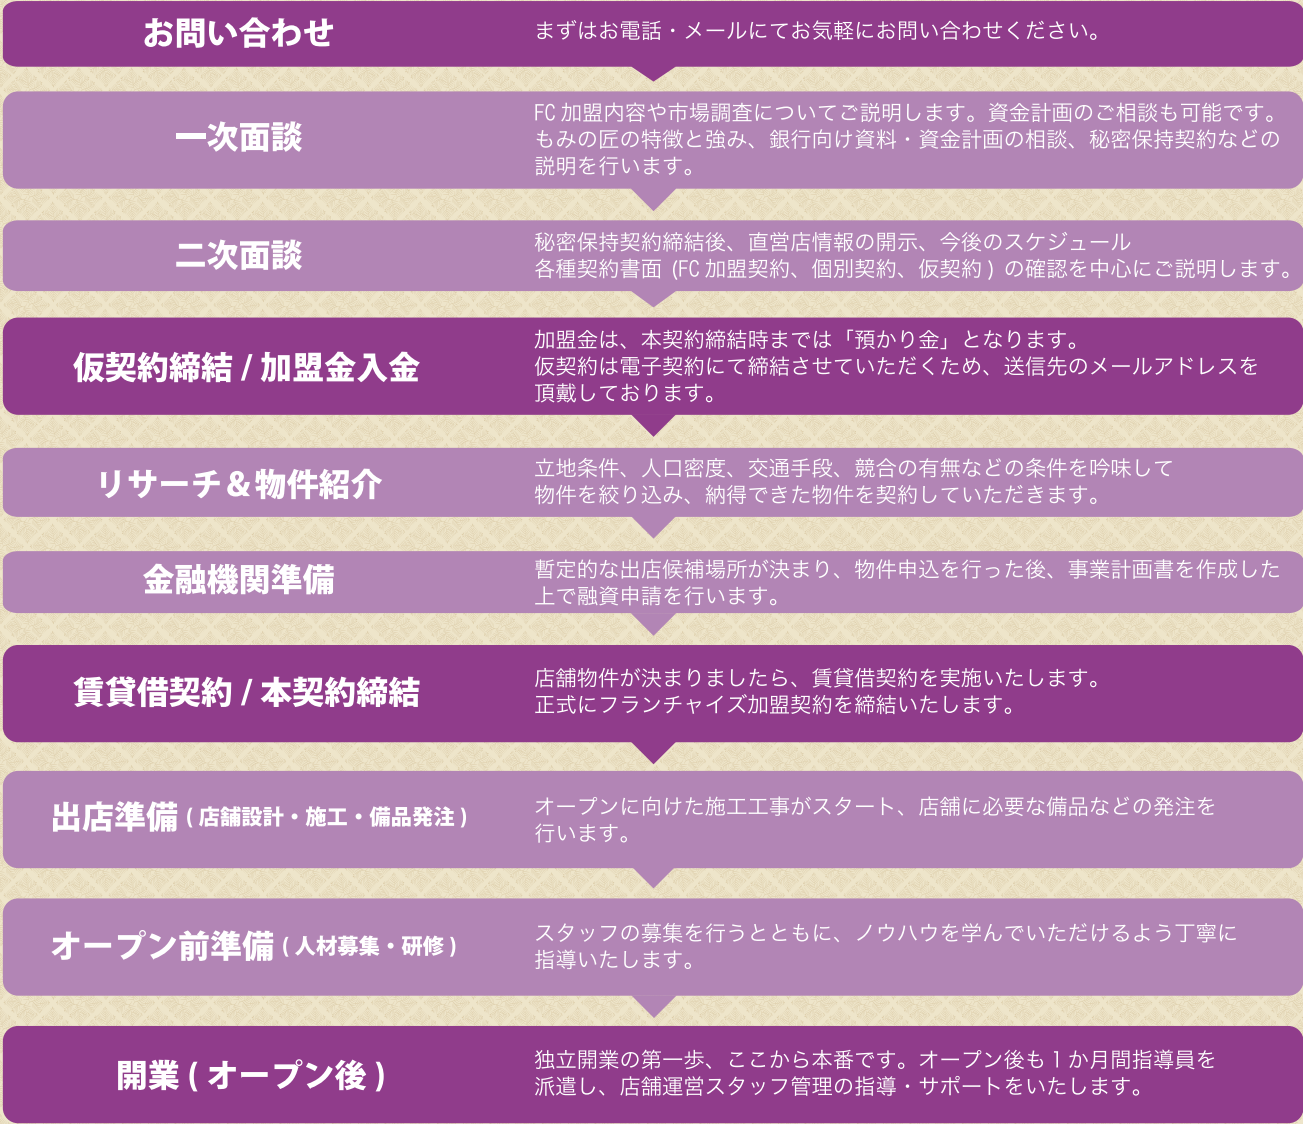 お問い合わせ
まずはお電話・メールにてお気軽にお問い合わせください。
一次面談
FC 加盟内容や市場調査についてご説明します。資金計画のご相談も可能です。
もみの匠の特徴と強み、銀行向け資料・資金計画の相談、秘密保持契約などの
説明を行います。
二次面談
秘密保持契約締結後、直営店情報の開示、今後のスケジュール
各種契約書面 (FC 加盟契約、個別契約、仮契約 ) の確認を中心にご説明します。
仮契約締結 / 加盟金入金
加盟金は、本契約締結時までは「預かり金」となります。
仮契約は電子契約にて締結させていただくため、送信先のメールアドレスを
頂戴しております。
リサーチ＆物件紹介
立地条件、人口密度、交通手段、競合の有無などの条件を吟味して
物件を絞り込み、納得できた物件を契約していただきます。
金融機関準備
暫定的な出店候補場所が決まり、物件申込を行った後、事業計画書を作成した
上で融資申請を行います。
賃貸借契約 / 本契約締結
店舗物件が決まりましたら、賃貸借契約を実施いたします。
正式にフランチャイズ加盟契約を締結いたします。
出店準備 ( 店舗設計・施工・備品発注 )
オープンに向けた施工工事がスタート、店舗に必要な備品などの発注を
行います。
オープン前準備 ( 人材募集・研修 )
スタッフの募集を行うとともに、ノウハウを学んでいただけるよう丁寧に
指導いたします。
開業 ( オープン後 )
独立開業の第一歩、ここから本番です。オープン後も 1 か月間指導員を
派遣し、店舗運営スタッフ管理の指導・サポートをいたします。